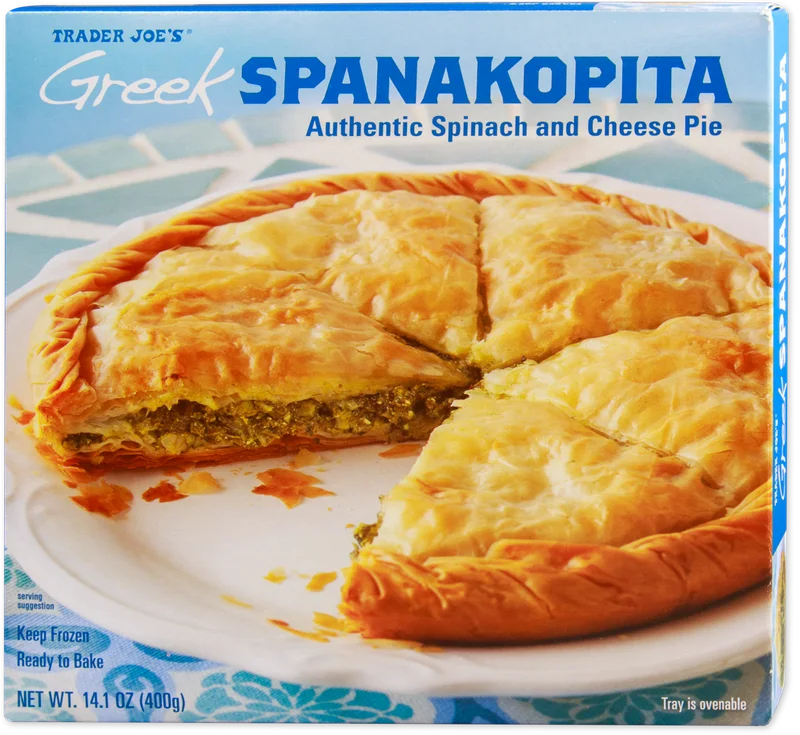 TRADER JOE'S®
Greek SPANAKOPITA
Authentic Spinach and Cheese Pie
serving
suggestion
Keep Frozen
Ready to Bake
NET WT. 14.1 OZ (400g)
Tray is ovenable
TRADER JOE'S®
Greek SPANAKOPITA